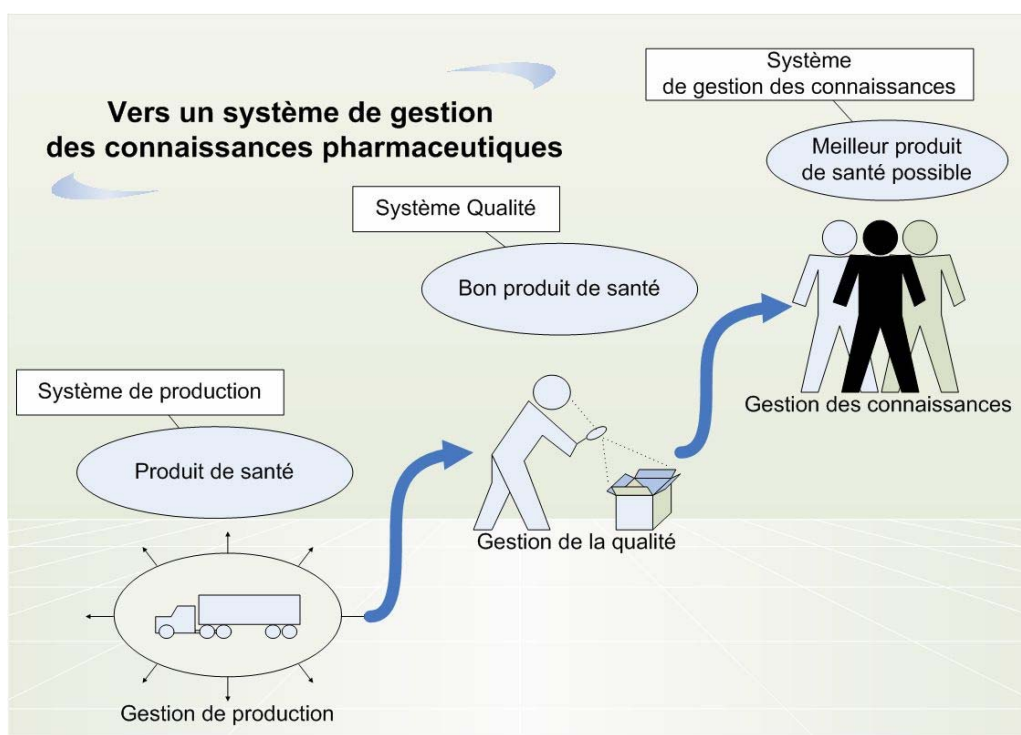 Vers un système de gestion
des connaissances pharmaceutiques
Système
de gestion des connaissances
Meilleur produit
de santé possible
Gestion des connaissances
Système Qualité
Bon produit de santé
Gestion de la qualité
Système de production
Produit de santé
Gestion de production